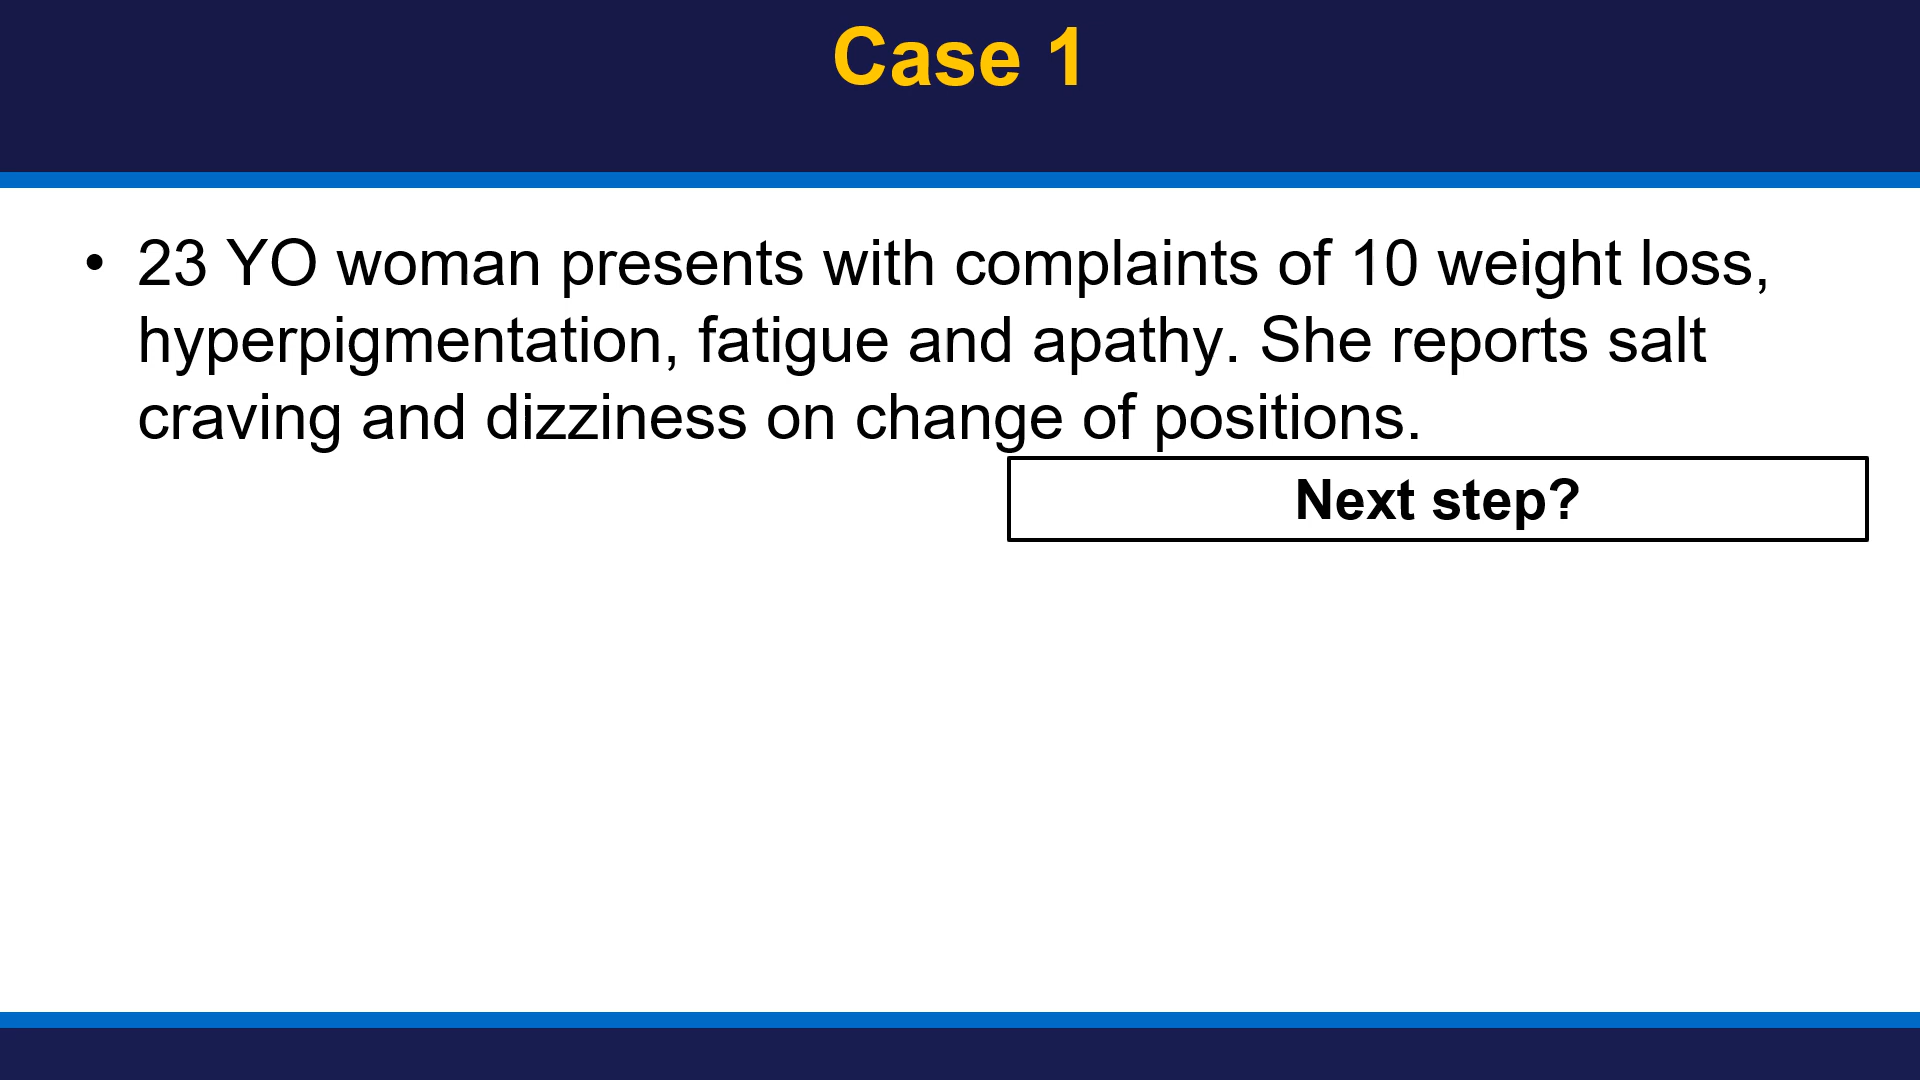 Case 1
• 23 YO woman presents with complaints of 10 weight loss,
hyperpigmentation, fatigue and apathy. She reports salt
craving and dizziness on change of positions.
Next step?